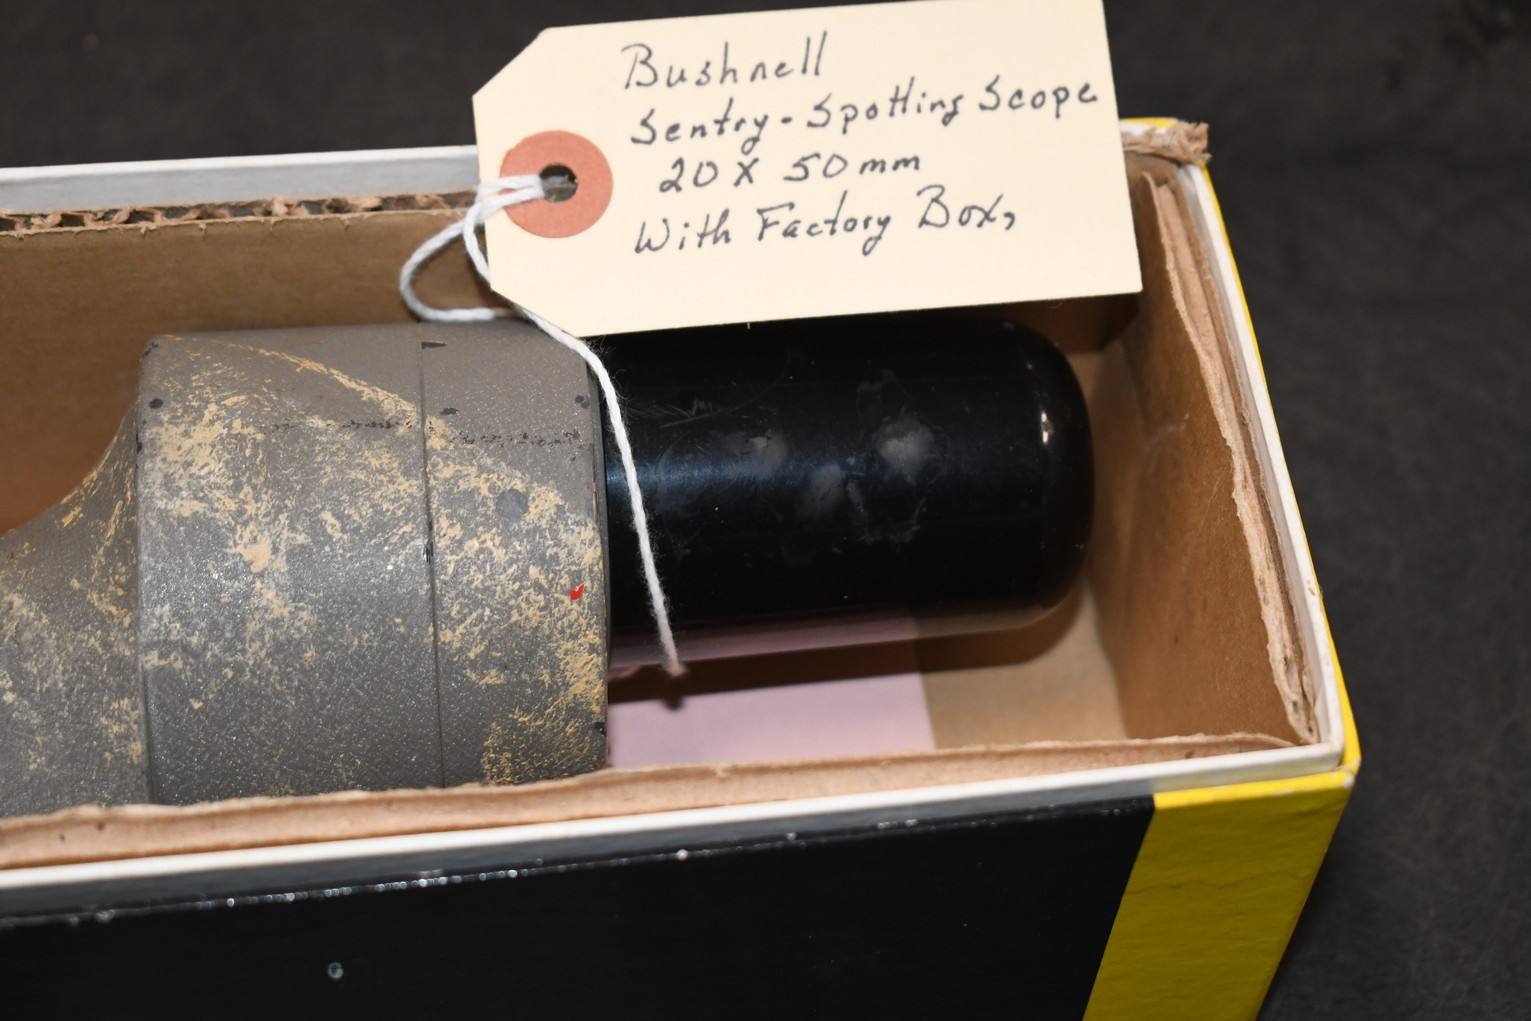 Bushnell
Sentry-Spotting Scope
20 X 50mm
With Factory Box,